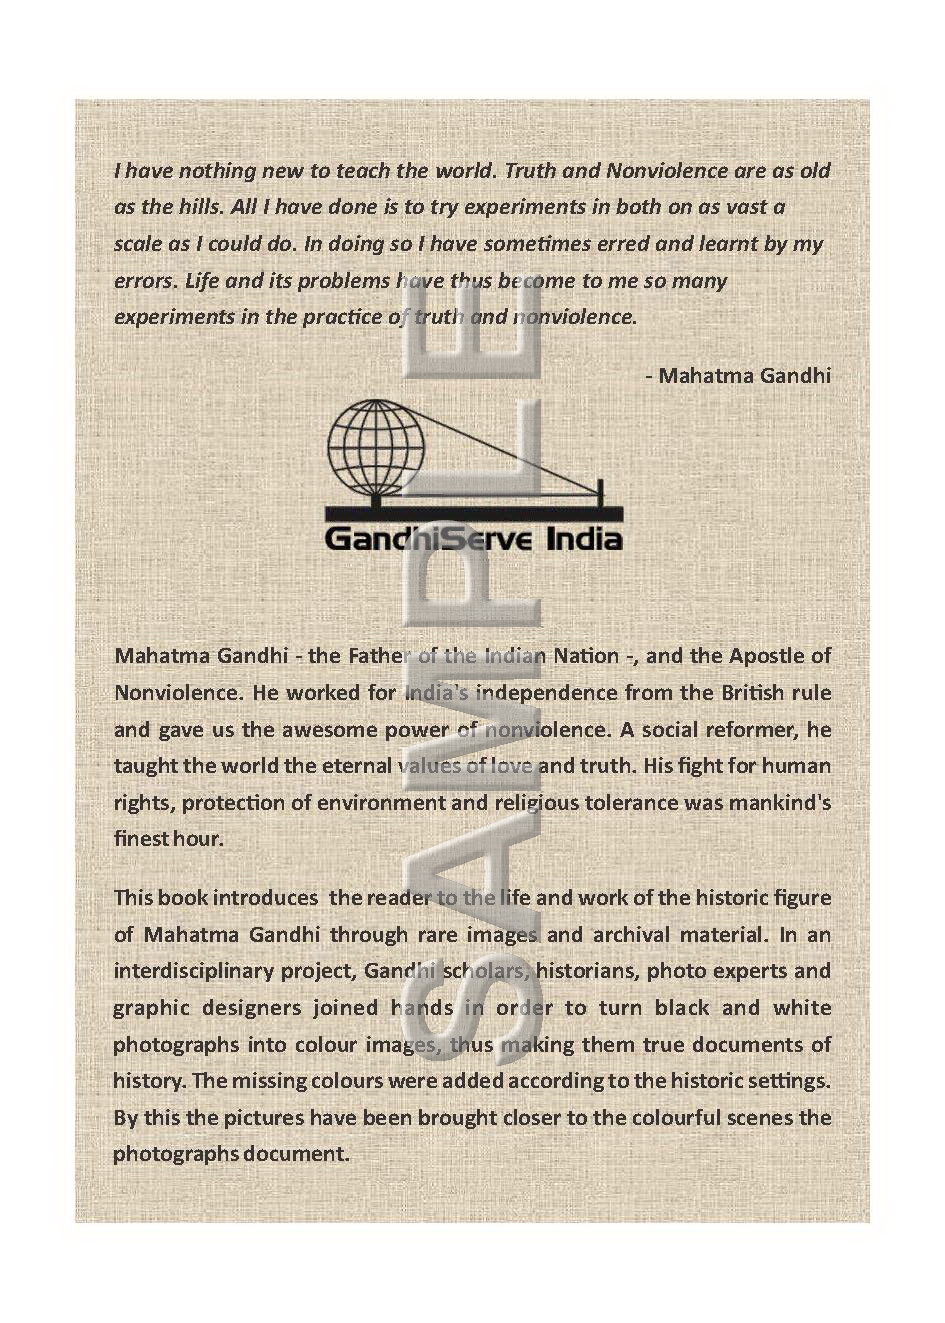 I have nothing new to teach the world. Truth and Nonviolence are as old
as the hills. All I have done is to try experiments in both on as vast a
scale as I could do. In doing so I have sometimes erred and learnt by my
errors. Life and its problems have thus become to me so many
experiments in the practice of truth and nonviolence.
- Mahatma Gandhi
GandhiServe India
Mahatma Gandhi - the Father of the Indian Nation -, and the Apostle of
Nonviolence. He worked for India's independence from the British rule
and gave us the awesome power of nonviolence. A social reformer, he
taught the world the eternal values of love and truth. His fight for human
rights, protection of environment and religious tolerance was mankind's
finest hour.
This book introduces the reader to the life and work of the historic figure
of Mahatma Gandhi through rare images and archival material. In an
interdisciplinary project, Gandhi scholars, historians, photo experts and
graphic designers joined hands in order to turn black and white
photographs into colour images, thus making them true documents of
history. The missing colours were added according to the historic settings.
By this the pictures have been brought closer to the colourful scenes the
photographs document.
SAMPLE